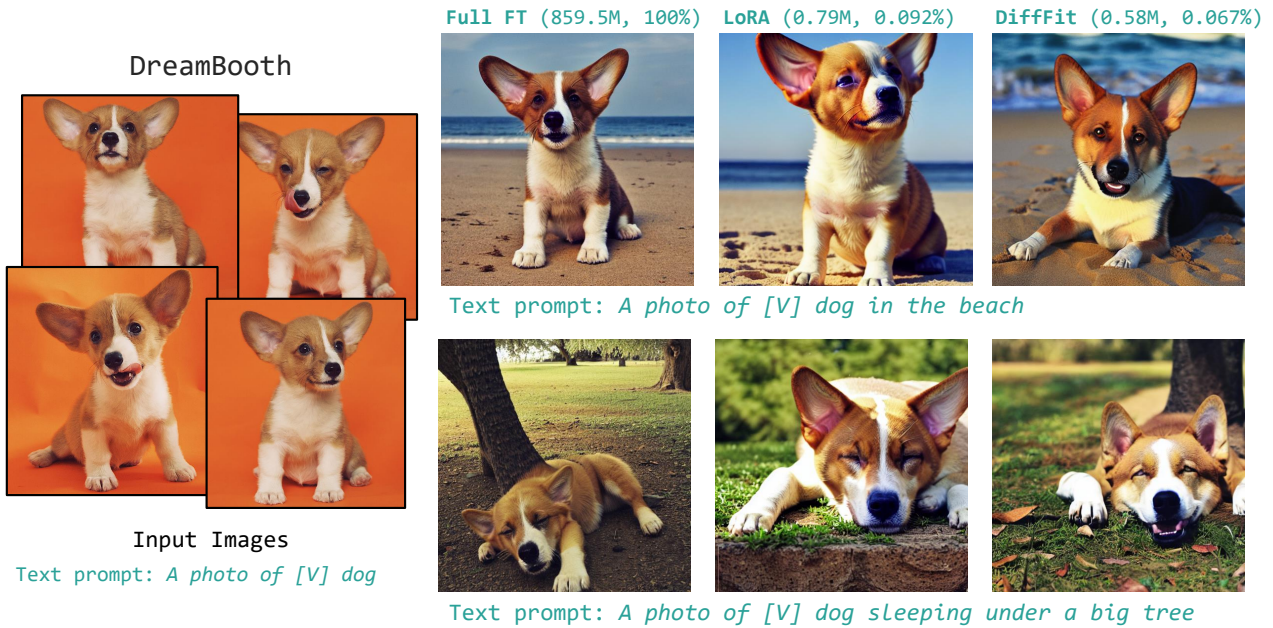 DreamBooth
Input Images
Text prompt: A photo of [V] dog
Full FT (859.5M, 100%)
LoRA (0.79M, 0.092%)
DiffFit (0.58M, 0.067%)
Text prompt: A photo of [V] dog in the beach
Text prompt: A photo of [V] dog sleeping under a big tree